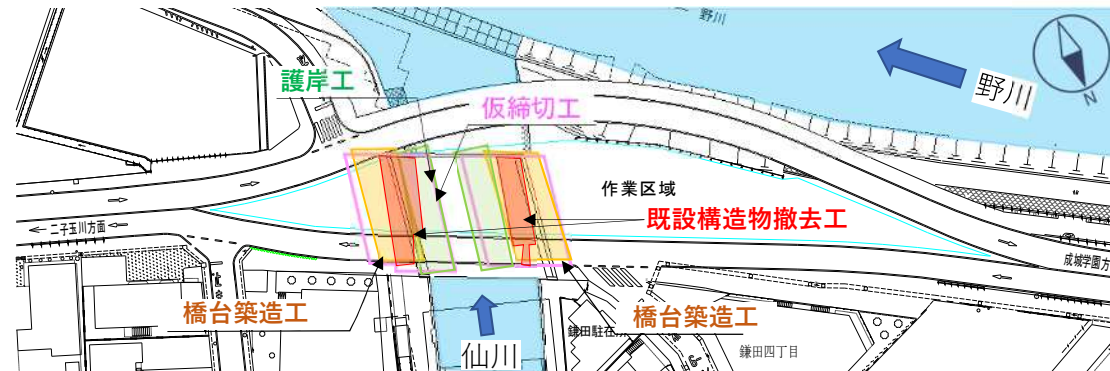 野川
野川
N
護岸工
仮締切工
作業区域
既設構造物撤去工
二子玉川方面
成城学園方
橋台築造工
橋台築造工
仙川
鎌田駐在所
鎌田四丁目